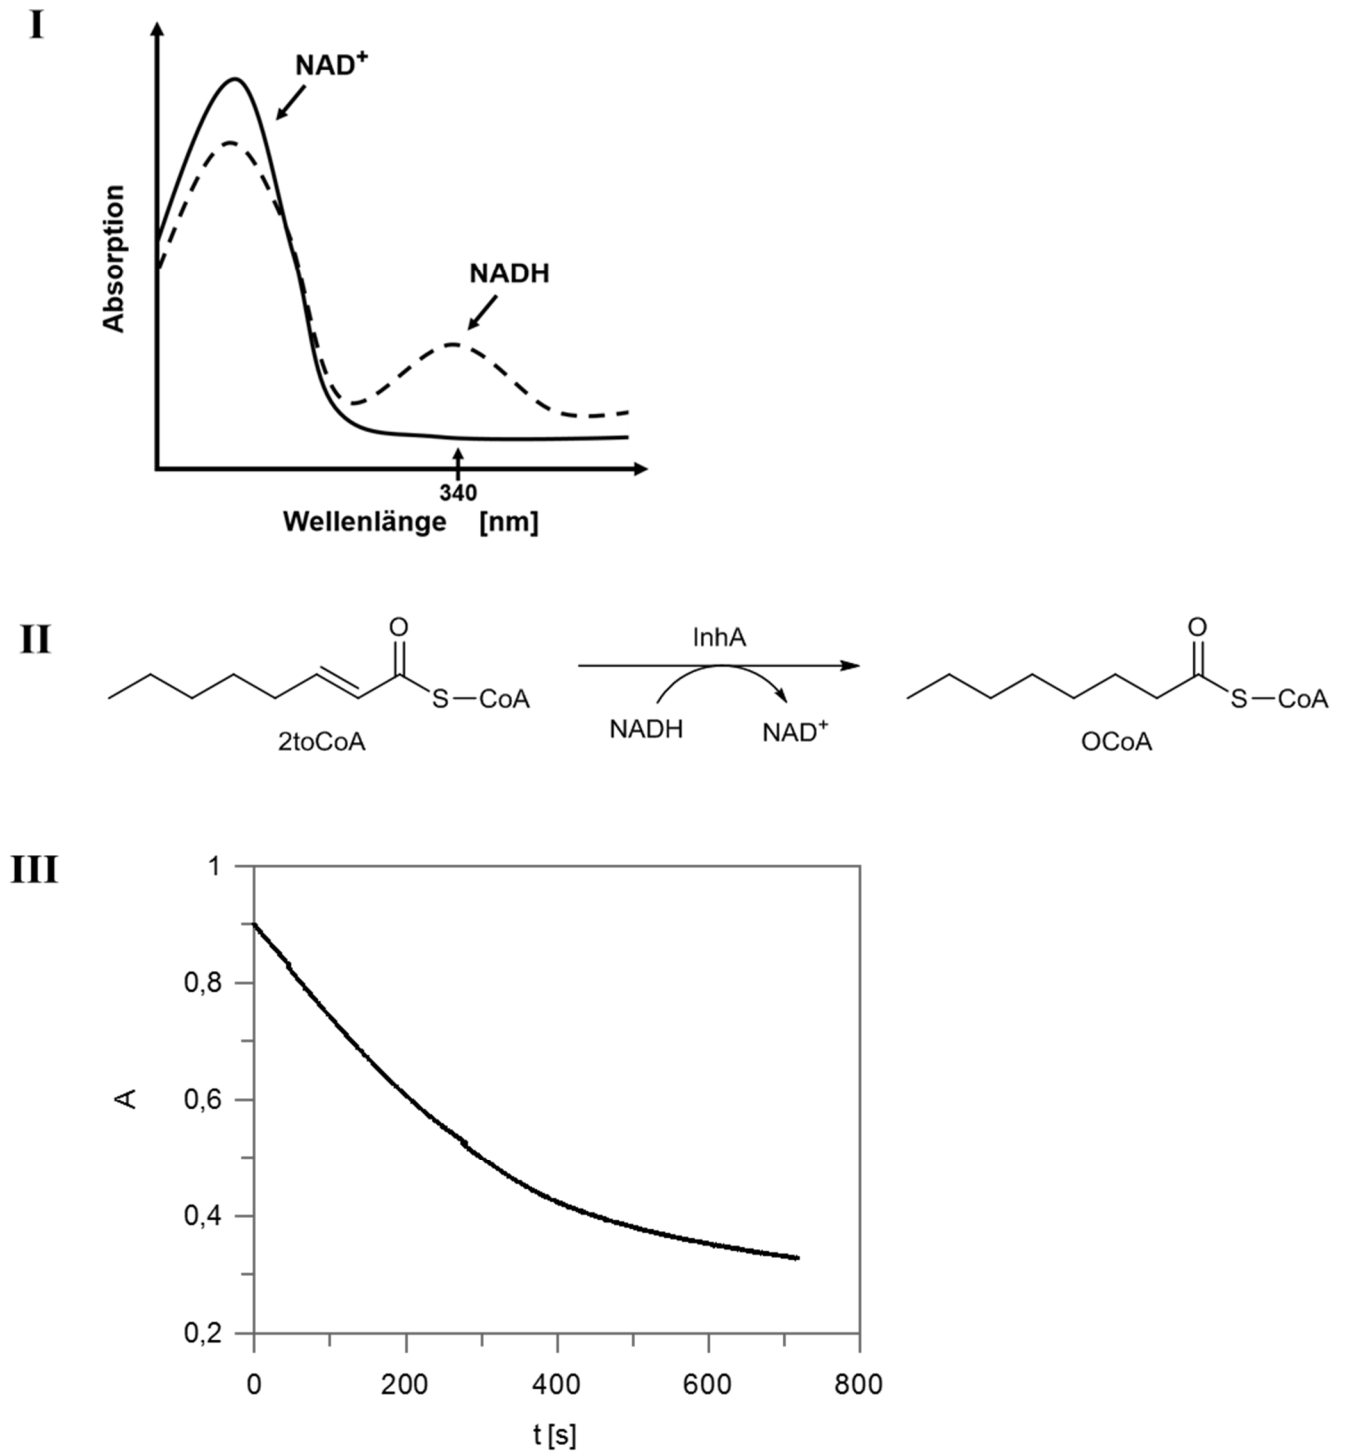 I
NAD⁺
NADH
Absorption
340
Wellenlänge [nm]
II
O
S—CoA
2toCoA
InhA
NADH
NAD⁺
O
S—CoA
OCoA
III
1
0,8
0,6
0,4
0,2
A
0
200
400
600
800
t [s]